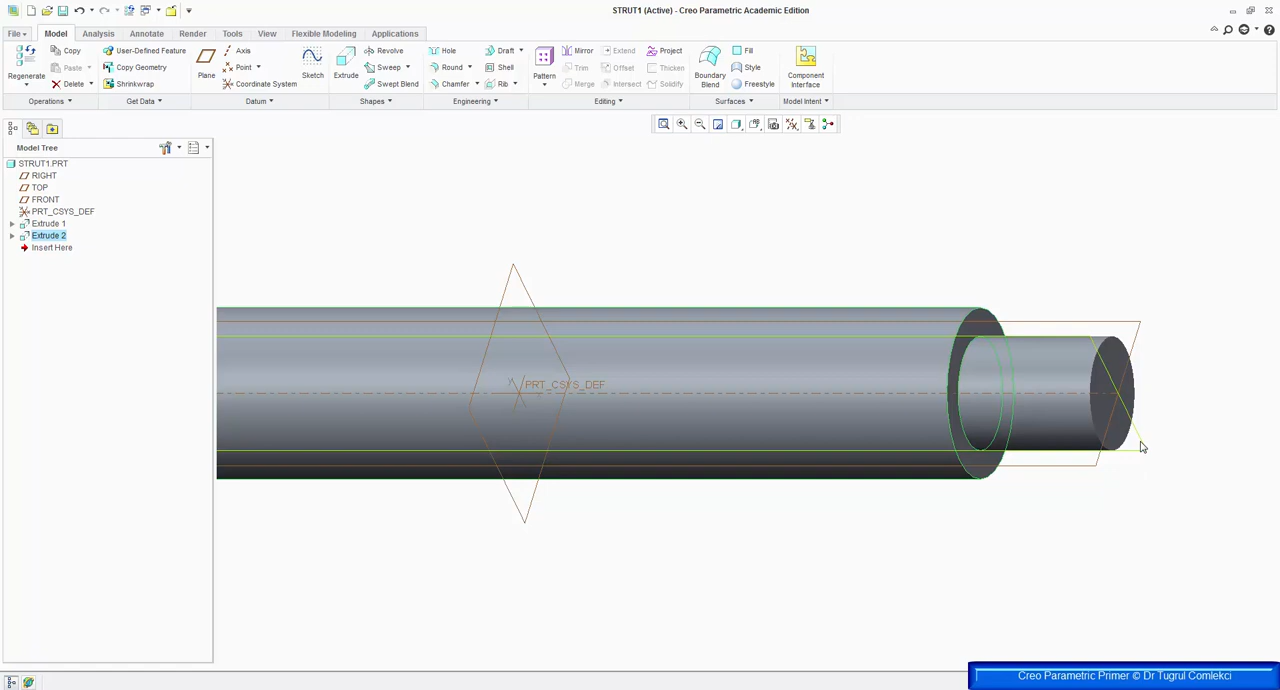 STRUT1 (Active) - Creo Parametric Academic Edition
File
Model
Analysis
Annotate
Render
Tools
View
Flexible Modeling
Applications
Regenerate
Copy
Paste
Delete
User-Defined Feature
Copy Geometry
Shrinkwrap
Plane
Axis
Point
Coordinate System
Sketch
Extrude
Revolve
Sweep
Swept Blend
Hole
Round
Chamfer
Draft
Shell
Rib
Pattern
Mirror
Trim
Merge
Extend
Offset
Intersect
Project
Thicken
Solidify
Boundary
Blend
Fill
Style
Freestyle
Component
Interface
Operations
Get Data
Datum
Shapes
Engineering
Editing
Surfaces
Model Intent
Model Tree
STRUT1.PRT
RIGHT
TOP
FRONT
PRT_CSYS_DEF
Extrude 1
Extrude 2
Insert Here
PRT_CSYS_DEF
Creo Parametric Primer © Dr Tugrul Comlekci